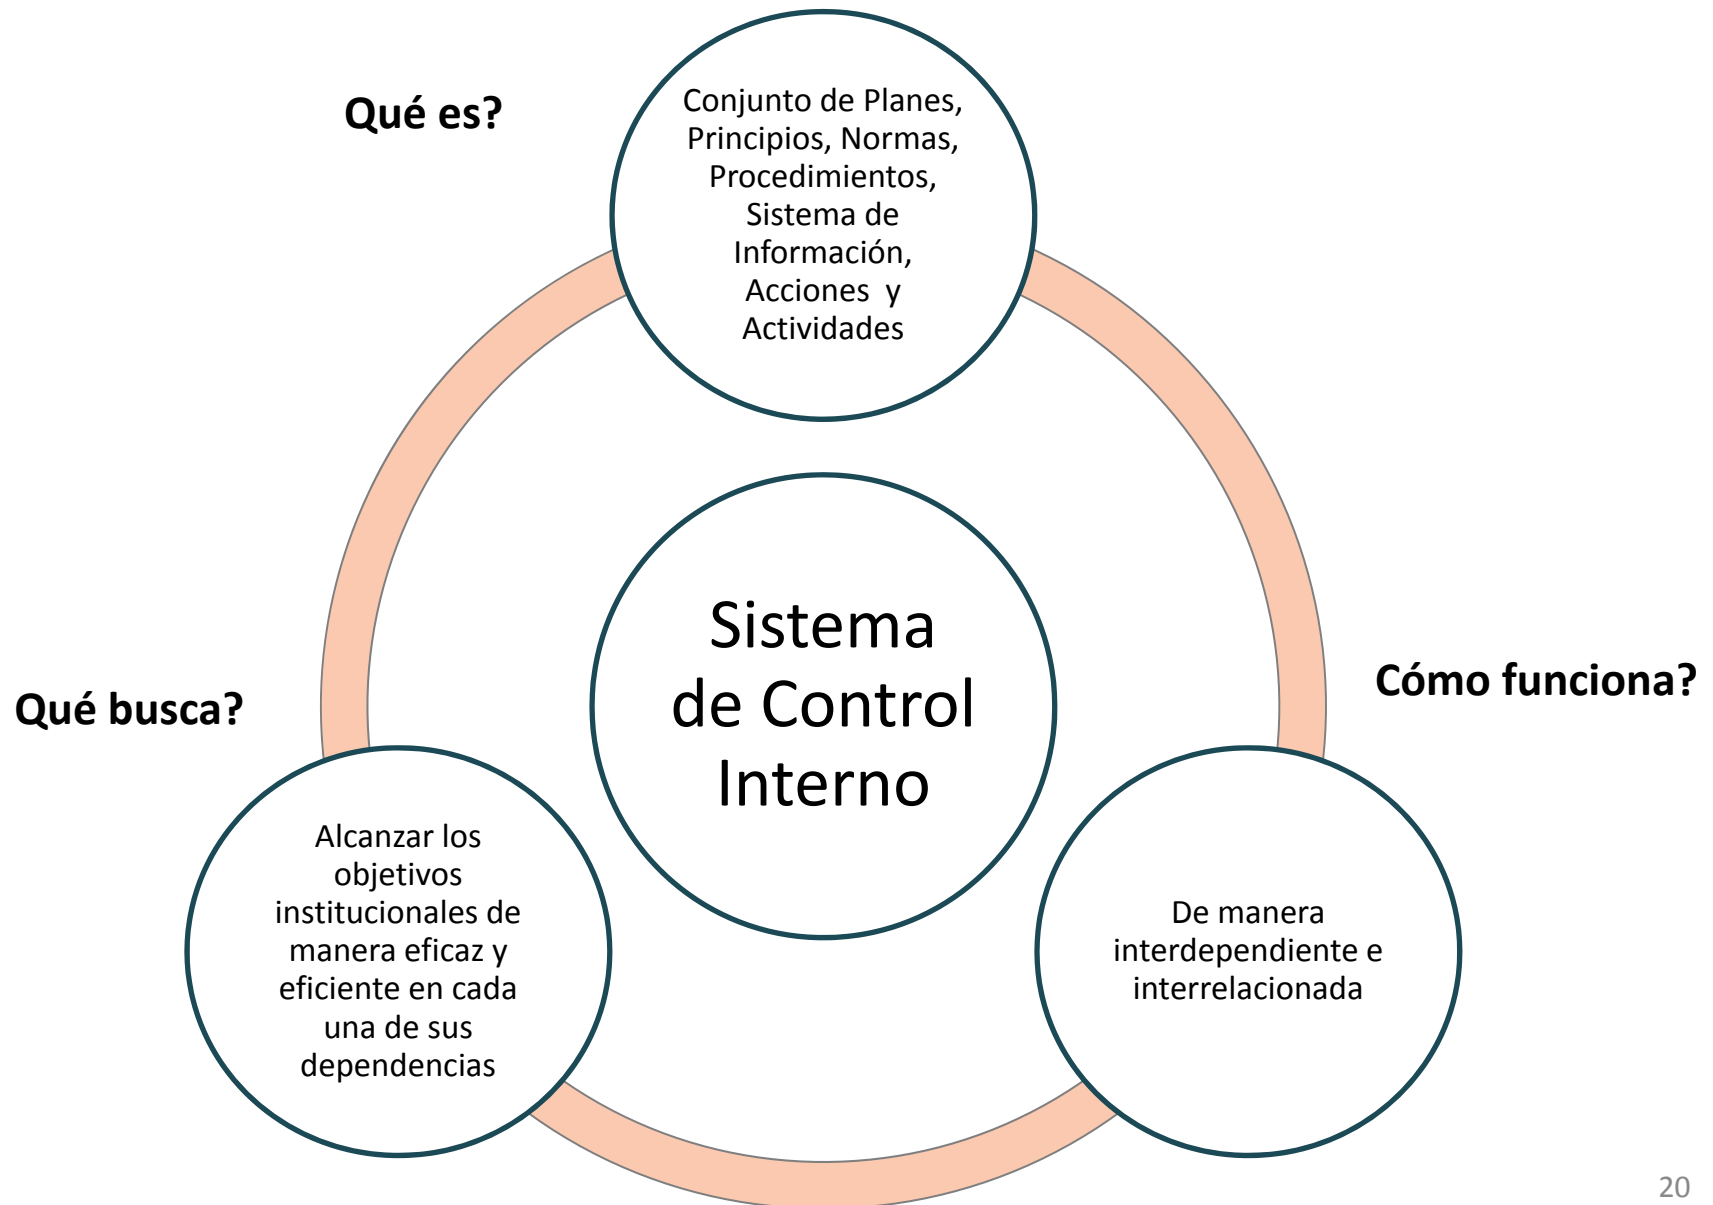 Qué es?
Conjunto de Planes,
Principios, Normas,
Procedimientos,
Sistema de
Información,
Acciones  y
Actividades
Sistema
de Control
Interno
Cómo funciona?
De manera
interdependiente e
interrelacionada
Qué busca?
Alcanzar los
objetivos
institucionales de
manera eficaz y
eficiente en cada
una de sus
dependencias
20